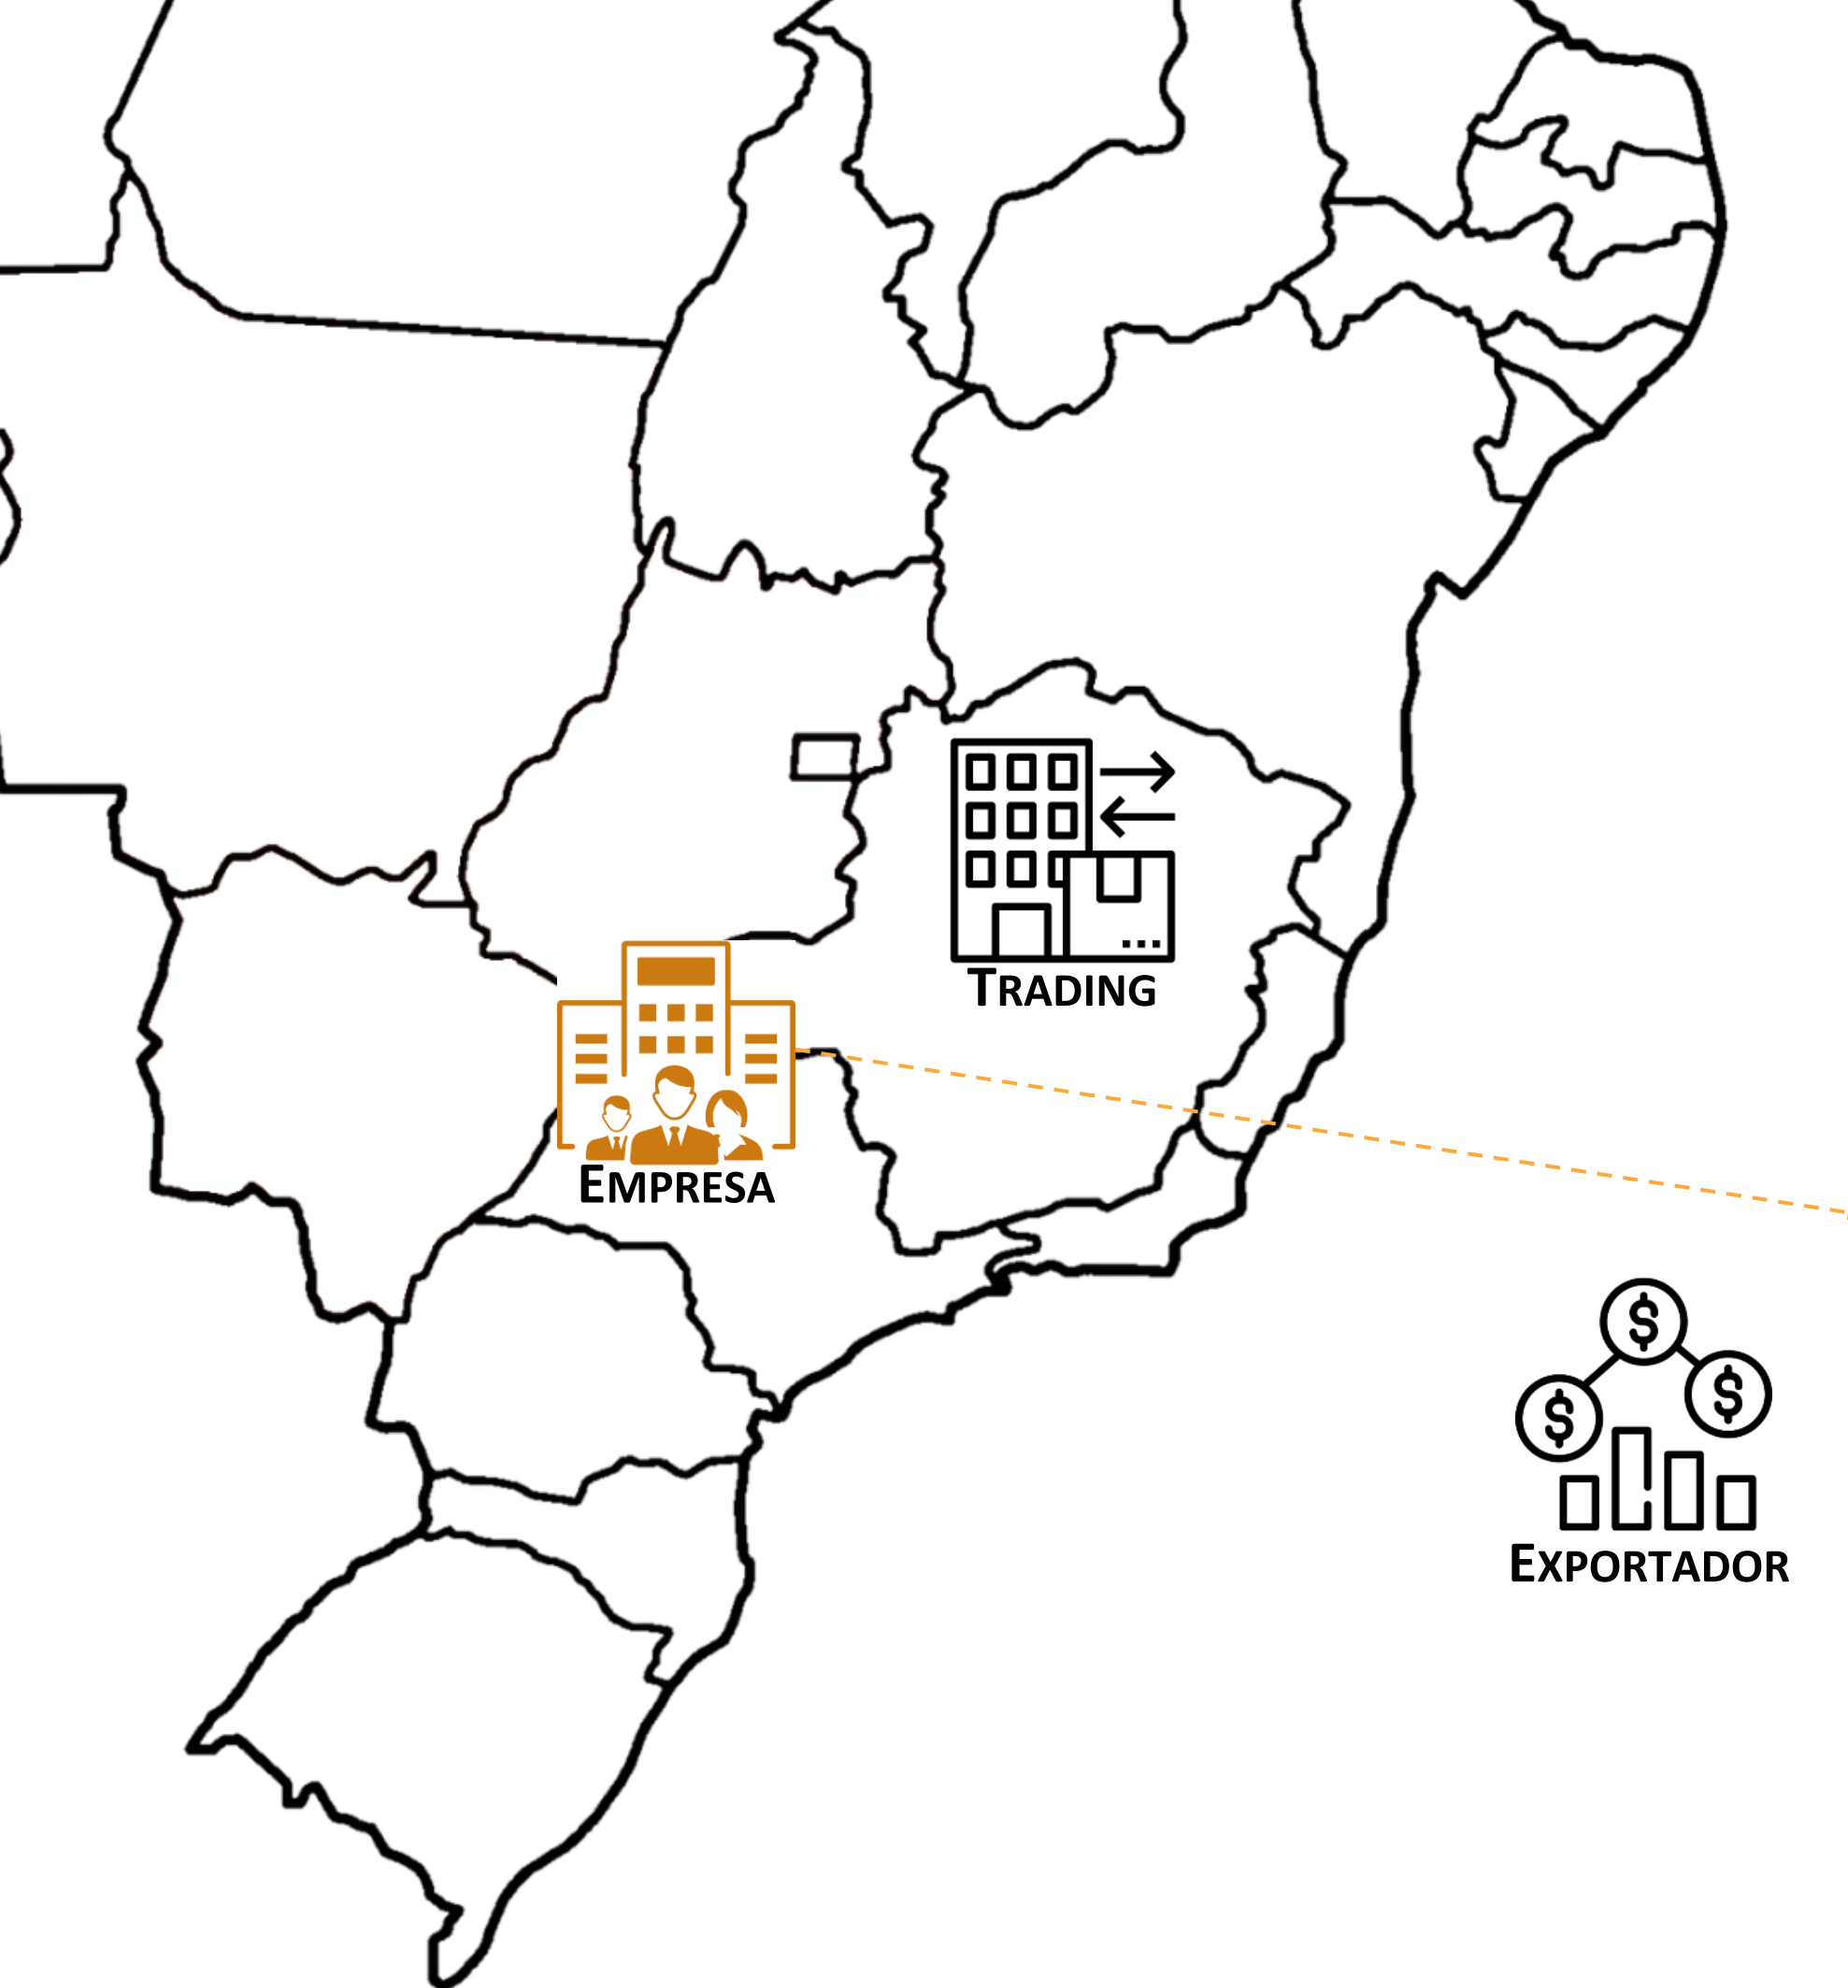 TRADING
EMPRESA
$
$
$
EXPORTADOR